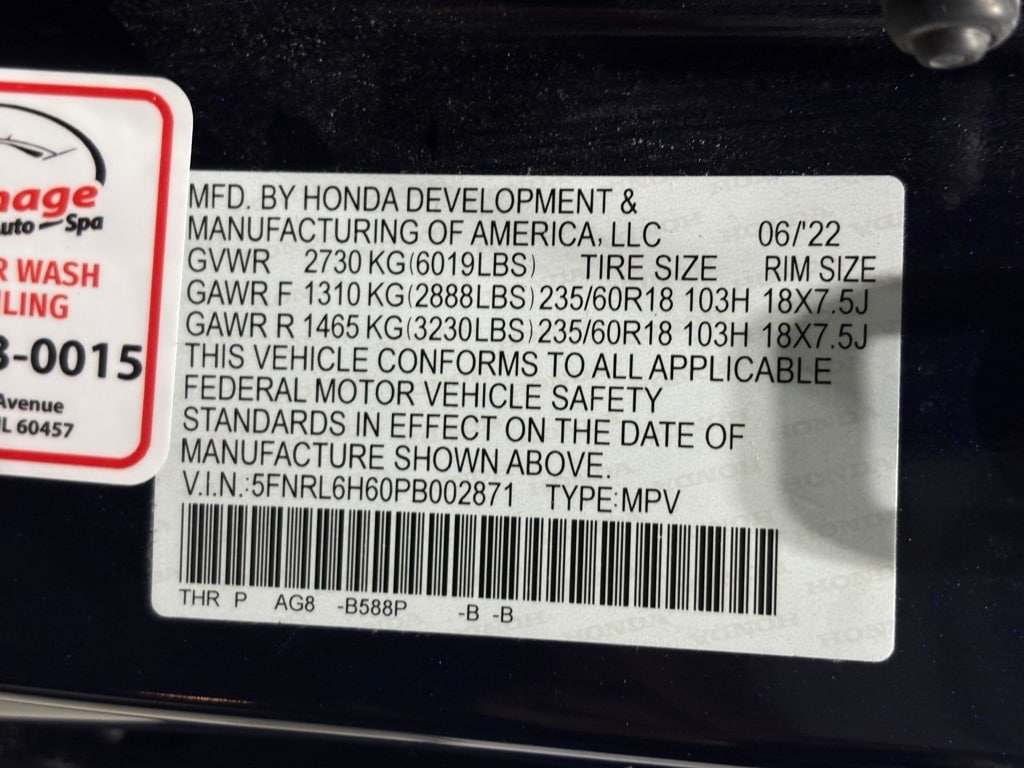 nage
uto — Spa
R WASH
ILING
3-0015
Avenue
IL 60457
MFD. BY HONDA DEVELOPMENT &
MANUFACTURING OF AMERICA, LLC 06/'22
GVWR 2730 KG(6019LBS) TIRE SIZE RIM SIZE
GAWR F 1310 KG(2888LBS) 235/60R18 103H 18X7.5J
GAWR R 1465 KG(3230LBS) 235/60R18 103H 18X7.5J
THIS VEHICLE CONFORMS TO ALL APPLICABLE
FEDERAL MOTOR VEHICLE SAFETY
STANDARDS IN EFFECT ON THE DATE OF
MANUFACTURE SHOWN ABOVE.
V.I.N.:5FNRL6H60PB002871 TYPE:MPV
THR P AG8 -B588P -B -B